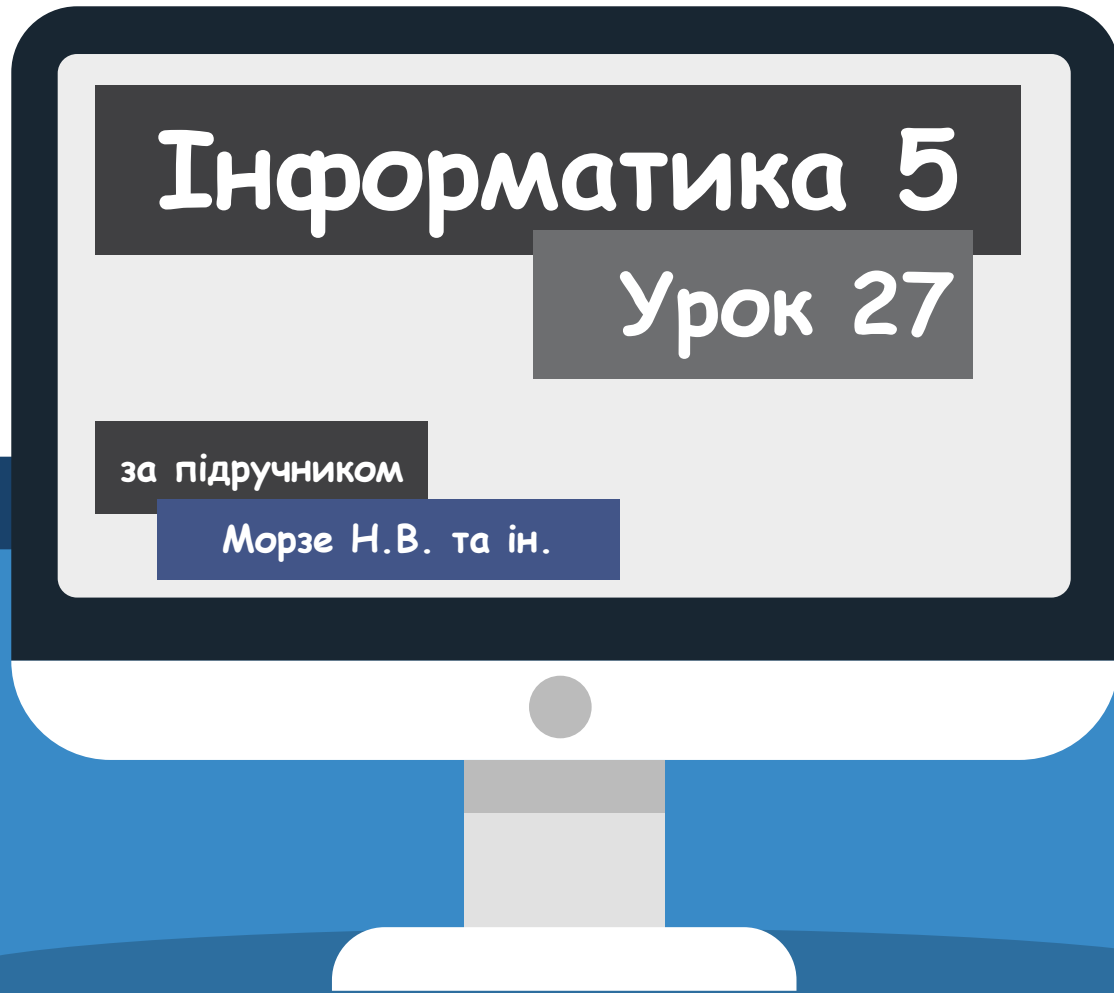 Інформатика 5
Урок 27
за підручником
Морзе Н.В. та ін.